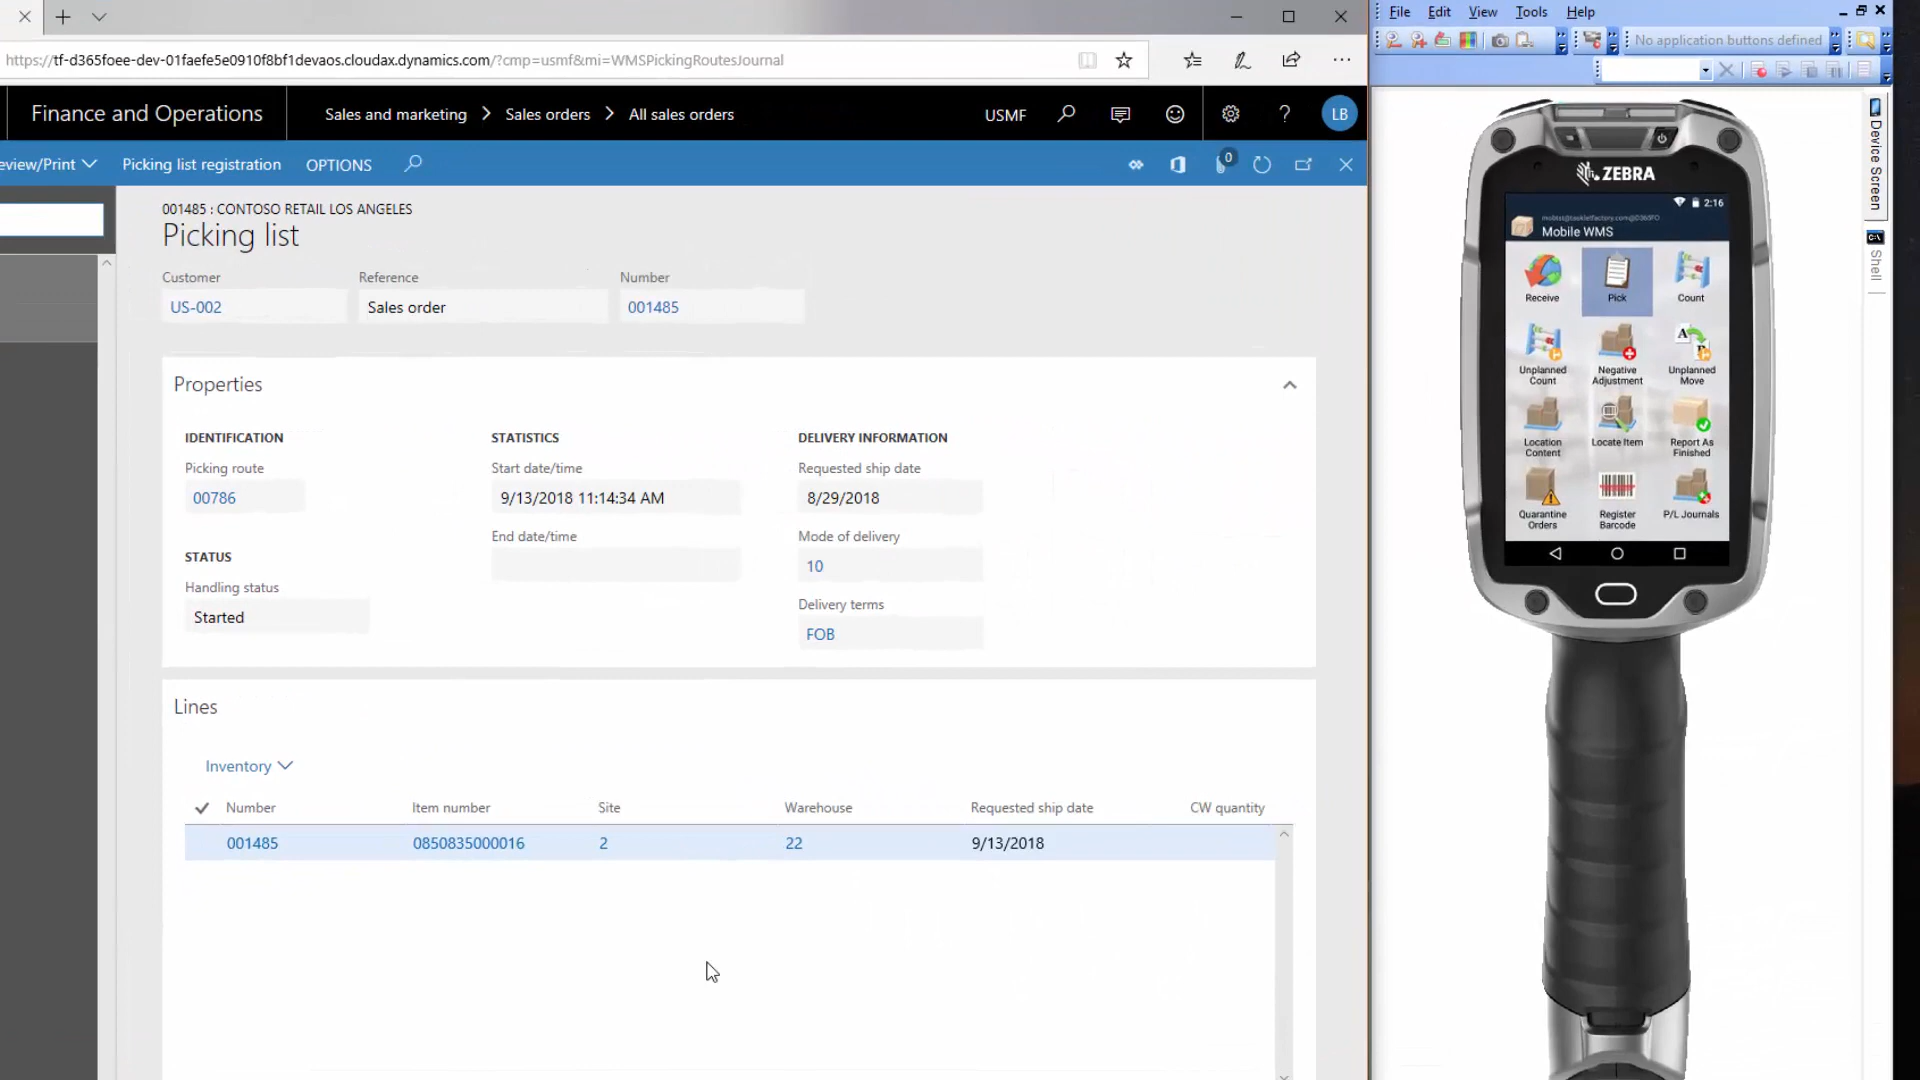 https://tf-d365foee-dev-01faefe5e0910f8bf1devaos.cloudax.dynamics.com/?cmp=usmf&mi=WMSPickingRoutesJournal
Finance and Operations
Sales and marketing > Sales orders > All sales orders
USMF
?
LB
eview/Print
Picking list registration
OPTIONS
0
001485 : CONTOSO RETAIL LOS ANGELES
Picking list
Customer
Reference
Number
US-002
Sales order
001485
Properties
IDENTIFICATION
Picking route
00786
STATUS
Handling status
Started
STATISTICS
Start date/time
9/13/2018 11:14:34 AM
End date/time
DELIVERY INFORMATION
Requested ship date
8/29/2018
Mode of delivery
10
Delivery terms
FOB
Lines
Inventory
Number
Item number
Site
Warehouse
Requested ship date
CW quantity
001485
0850835000016
2
22
9/13/2018
File
Edit
View
Tools
Help
No application buttons defined
Device Screen
Shell
ZEBRA
2:16
Mobile WMS
Receive
Pick
Count
Unplanned
Count
Negative
Adjustment
Unplanned
Move
Location
Content
Locate Item
Report As
Finished
Quarantine
Orders
Register
Barcode
P/L Journals